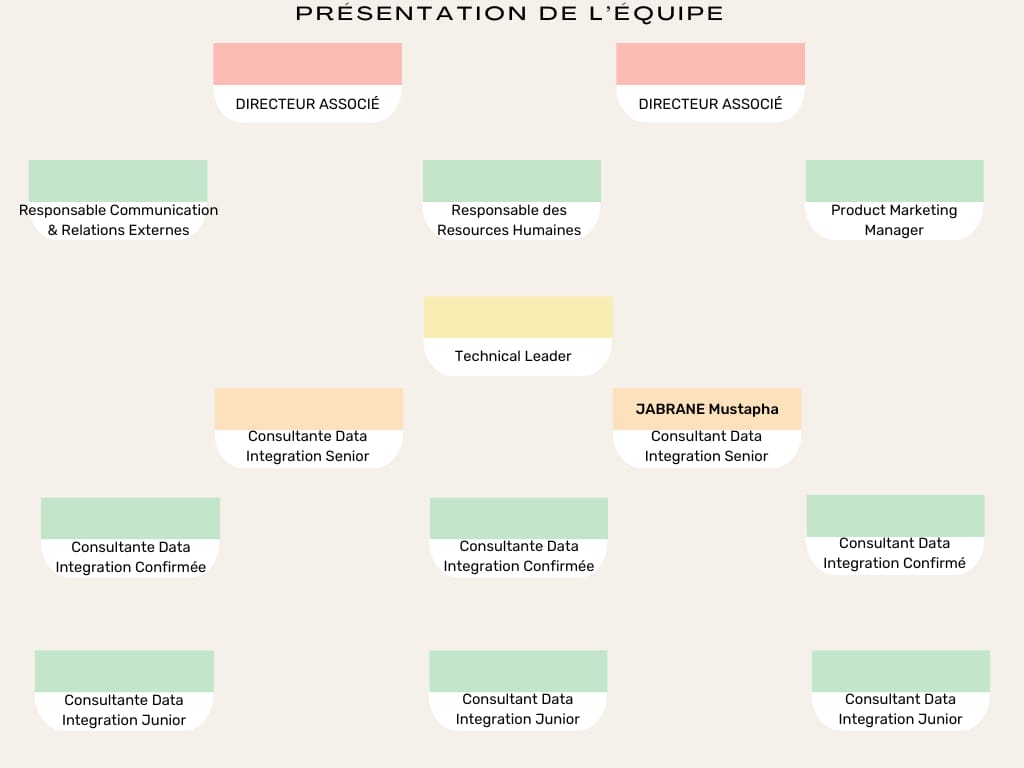 PRÉSENTATION DE L’ÉQUIPE
DIRECTEUR ASSOCIÉ
DIRECTEUR ASSOCIÉ
Responsable Communication
& Relations Externes
Responsable des
Resources Humaines
Product Marketing
Manager
Technical Leader
Consultante Data
Integration Senior
JABRANE Mustapha
Consultant Data
Integration Senior
Consultante Data
Integration Confirmée
Consultante Data
Integration Confirmée
Consultant Data
Integration Confirmé
Consultante Data
Integration Junior
Consultant Data
Integration Junior
Consultant Data
Integration Junior